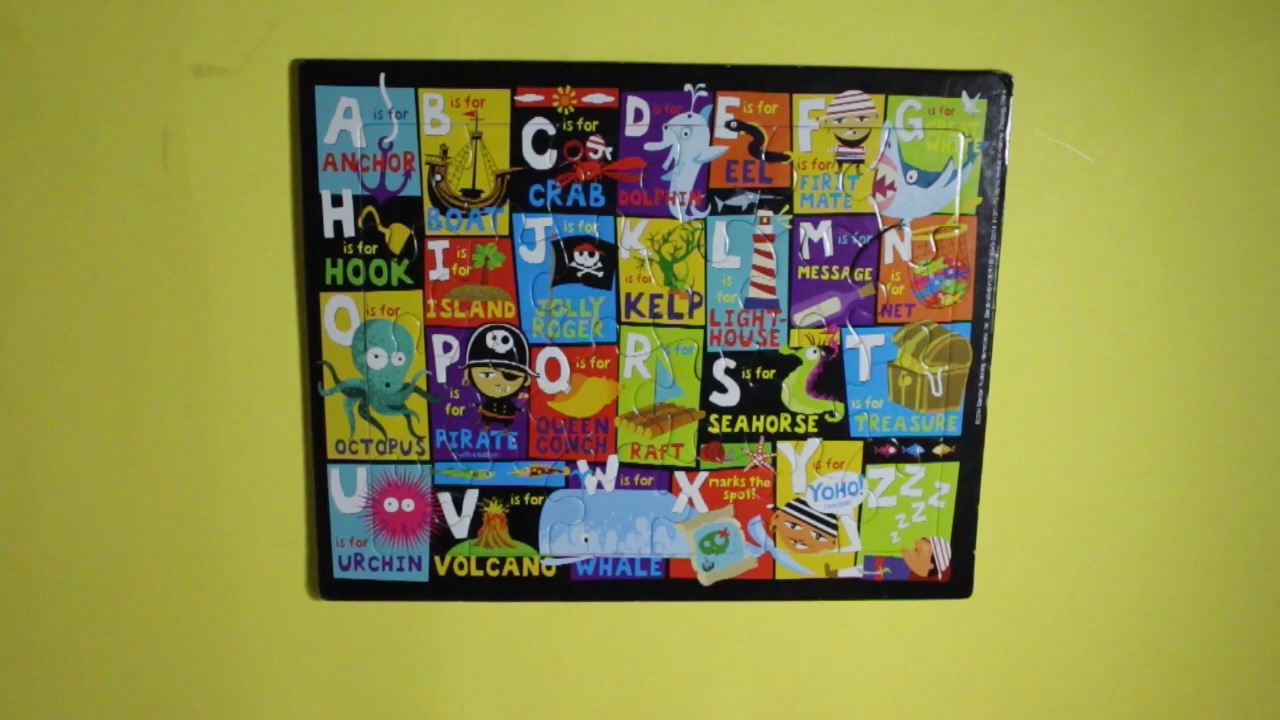 A is for
ANCHOR
B is for
BOAT
C is for
CRAB
D is for
DOLPHIN
E is for
EEL
F
is for
FIRST
MATE
G is for
GREAT
WHITE
H
is for
HOOK
I is
for
ISLAND
J is for
JOLLY
ROGER
K
is for
KELP
L
is
for
LIGHT-
HOUSE
M is for
MESSAGE
N
is
for
NET
O is for
OCTOPUS
P
is
for
PIRATE
Q is for
QUEEN
CONCH
R is for
RAFT
S is for
SEAHORSE
T
is for
TREASURE
U
is for
URCHIN
V is for
VOLCANO
W is for
WHALE
X marks the
spot!
Y is for
YOHO!
Z Z Z
z z z